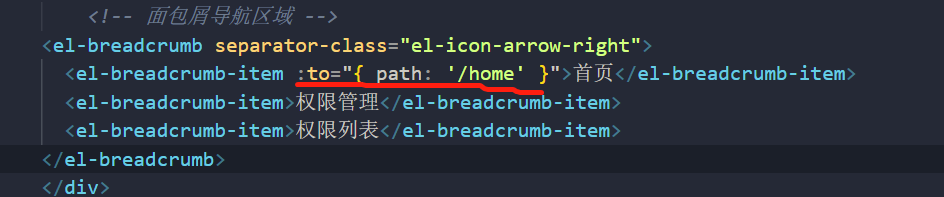 <!-- 面包屑导航区域 -->
<el-breadcrumb separator-class="el-icon-arrow-right">
<el-breadcrumb-item :to="{ path: '/home' }">首页</el-breadcrumb-item>
<el-breadcrumb-item>权限管理</el-breadcrumb-item>
<el-breadcrumb-item>权限列表</el-breadcrumb-item>
</el-breadcrumb>
</div>